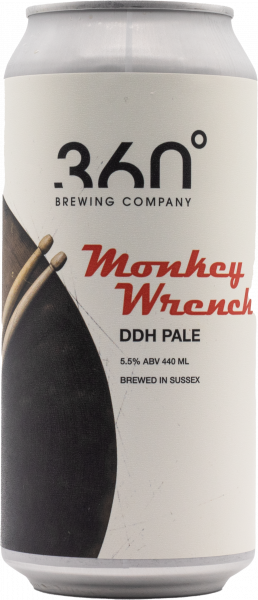 360°
BREWING COMPANY
Monkey
Wrench
DDH PALE
5.5% ABV 440 ML
BREWED IN SUSSEX